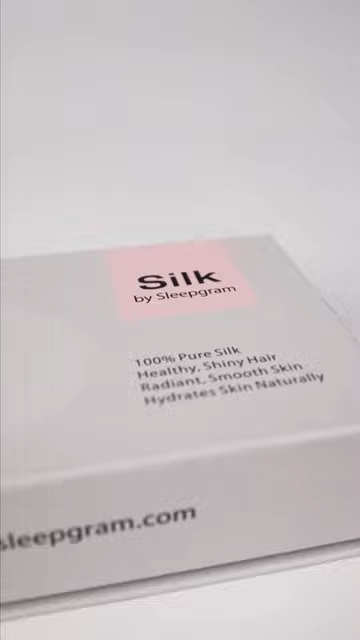 Silk
by Sleepgram
100% Pure Silk
Healthy, Shiny Hair
Radiant, Smooth Skin
Hydrates Skin Naturally
sleepgram.com